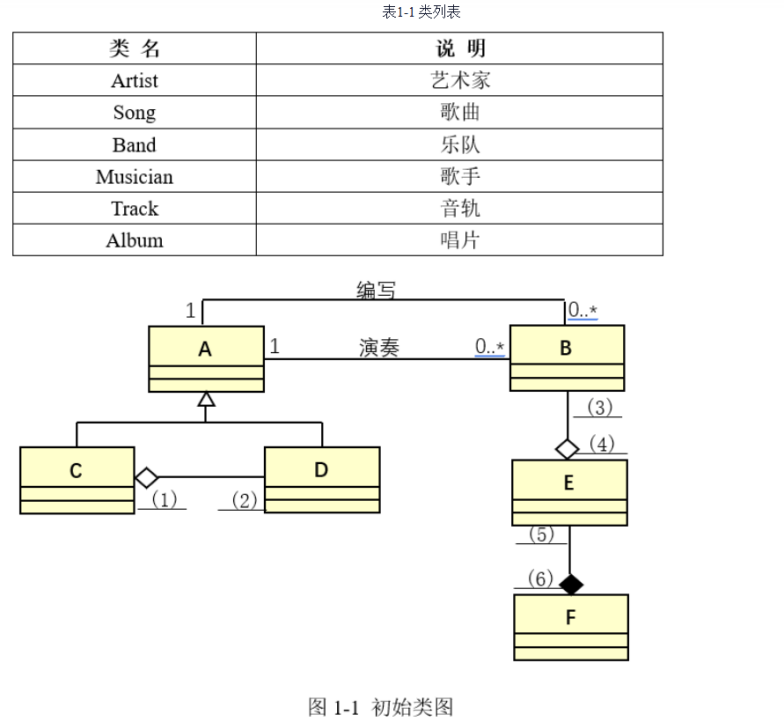 表1-1 类列表
类 名 说 明
Artist 艺术家
Song 歌曲
Band 乐队
Musician 歌手
Track 音轨
Album 唱片
编写
1 0..*
A 1 演奏 0..* B
(3)
(4)
C D E
(1) (2)
(5)
(6)
F
图 1-1 初始类图